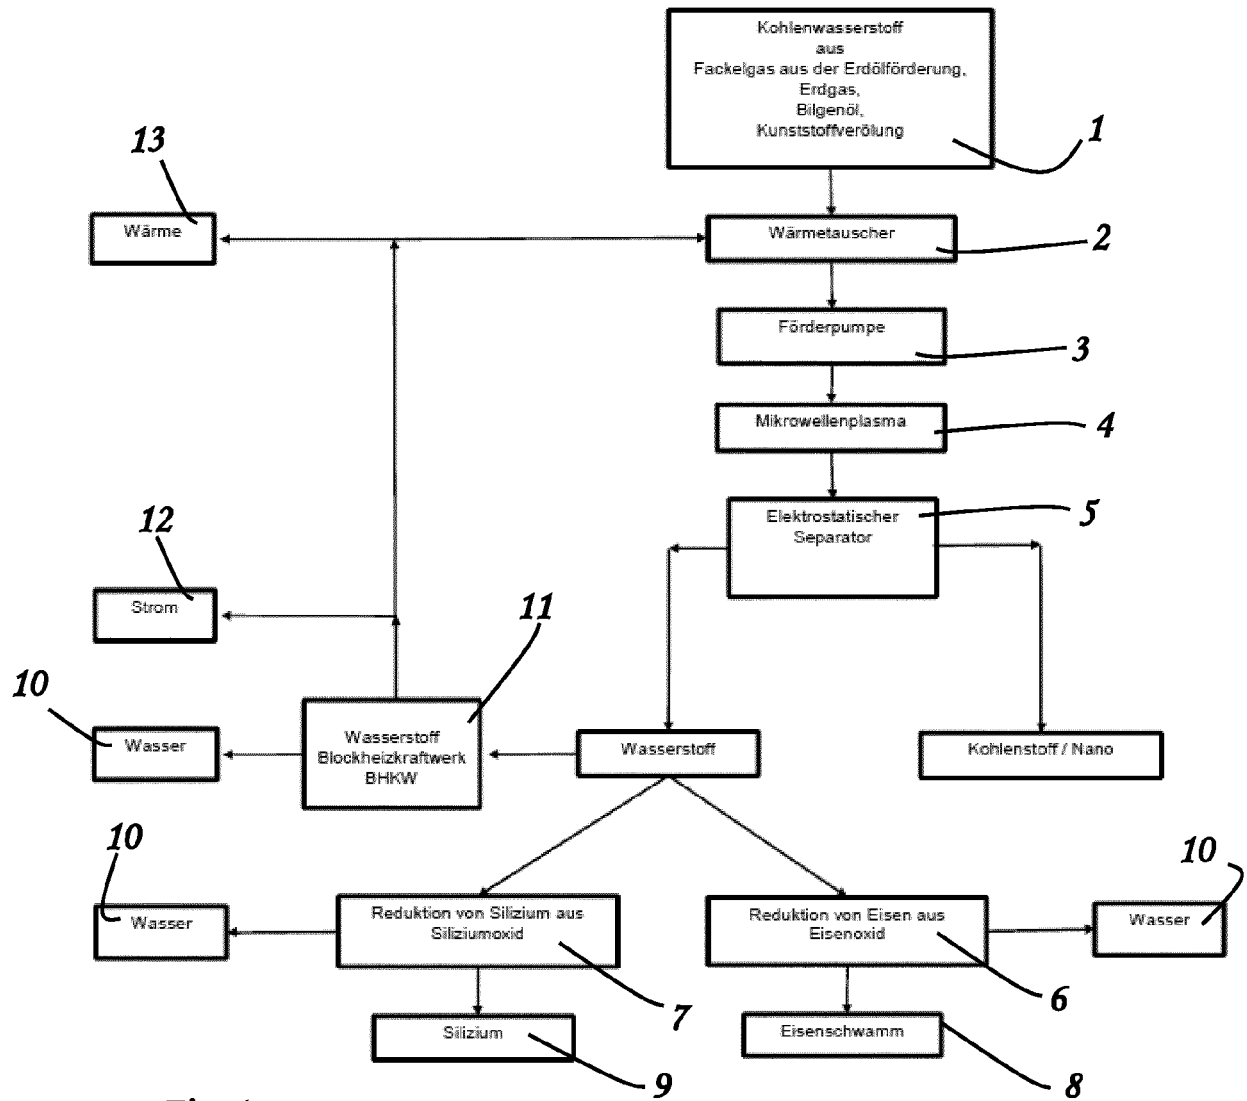 Kohlenwasserstoff
aus
Fackelgas aus der Erdölförderung,
Erdgas,
Bilgenöl,
Kunststoffverölung
1
13
Wärme
Wärmetauscher
2
Förderpumpe
3
Mikrowellenplasma
4
12
Strom
Elektrostatischer
Separator
5
11
10
Wasser
Wasserstoff
Blockheizkraftwerk
BHKW
Wasserstoff
Kohlenstoff / Nano
10
Wasser
Reduktion von Silizium aus
Siliziumoxid
7
Reduktion von Eisen aus
Eisenoxid
6
10
Wasser
Silizium
9
Eisenschwamm
8